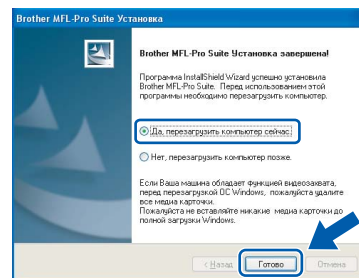 Brother MFL-Pro Suite Установка
Brother MFL-Pro Suite Установка завершена!
Программа InstallShield Wizard успешно установила
Brother MFL-Pro Suite. Перед использованием этой
программы необходимо перезагрузить компьютер.
Да, перезагрузить компьютер сейчас.
Нет, перезагрузить компьютер позже.
Если Ваша машина обладает функцией видеозахвата,
перед перезагрузкой ОС Windows, пожалуйста удалите
все медиа карточки.
Пожалуйста не вставляйте никакие медиа карточки до
полной загрузки Windows.
< Назад Готово Отмена